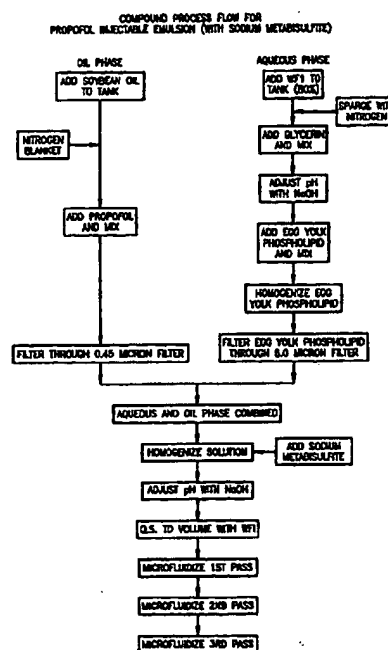 COMPOUND PROCESS FLOW FOR
PROPOFOL INJECTABLE EMULSION (WITH SODIUM METABISULFITE)
OIL PHASE
ADD SOYBEAN OIL
TO TANK
NITROGEN
BLANKET
ADD PROPOFOL
AND MIX
FILTER THROUGH 0.45 MICRON FILTER
AQUEOUS PHASE
ADD WFI TO
TANK (80%)
SPARGE WI
NITROGEN
ADD GLYCERIN
AND MIX
ADJUST pH
WITH NaOH
ADD EGG YOLK
PHOSPHOLIPID
AND MIX
HOMOGENIZE EGG
YOLK PHOSPHOLIPID
FILTER EGG YOLK PHOSPHOLIPID
THROUGH 5.0 MICRON FILTER
AQUEOUS AND OIL PHASE COMBINED
HOMOGENIZE SOLUTION
ADD SODIUM
METABISULFITE
ADJUST pH WITH NaOH
Q.S. TO VOLUME WITH WFI
MICROFLUIDIZE 1ST PASS
MICROFLUIDIZE 2ND PASS
MICROFLUIDIZE 3RD PASS